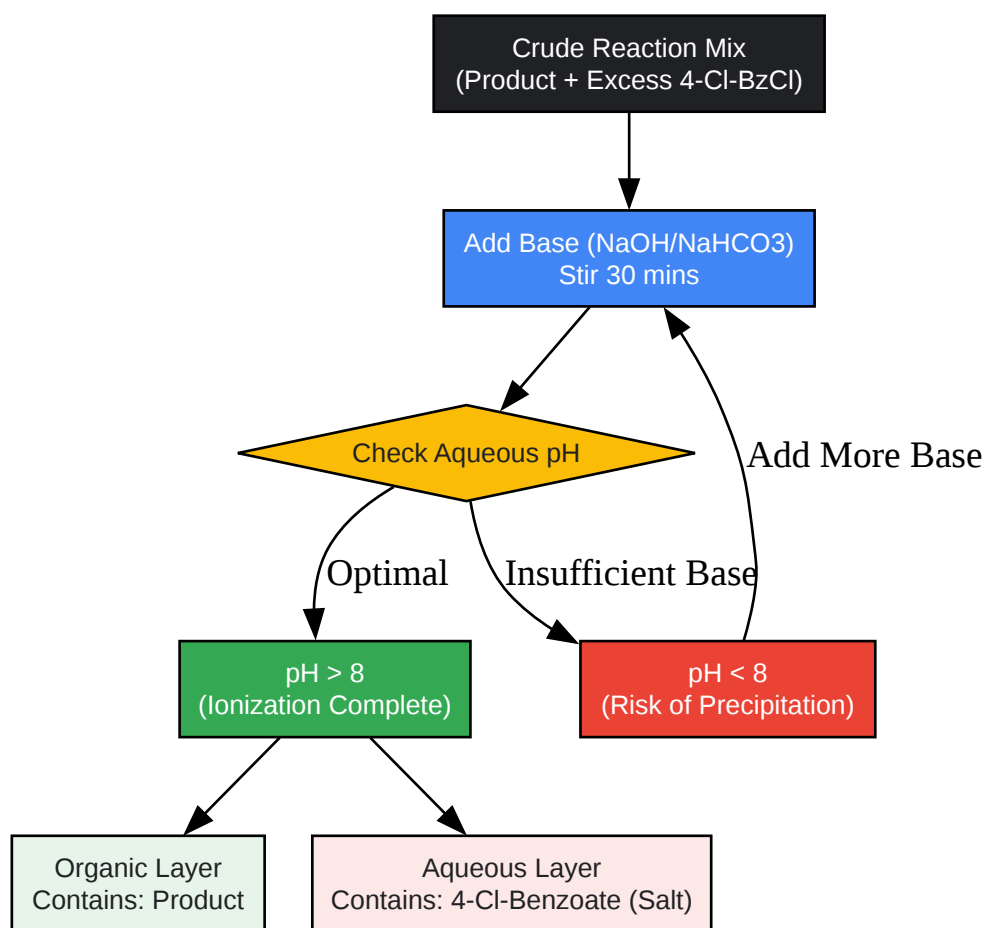 Crude Reaction Mix
(Product + Excess 4-Cl-BzCl)
Add Base (NaOH/NaHCO3)
Stir 30 mins
Check Aqueous pH
Add More Base
Optimal
Insufficient Base
pH > 8
(Ionization Complete)
pH < 8
(Risk of Precipitation)
Organic Layer
Contains: Product
Aqueous Layer
Contains: 4-Cl-Benzoate (Salt)